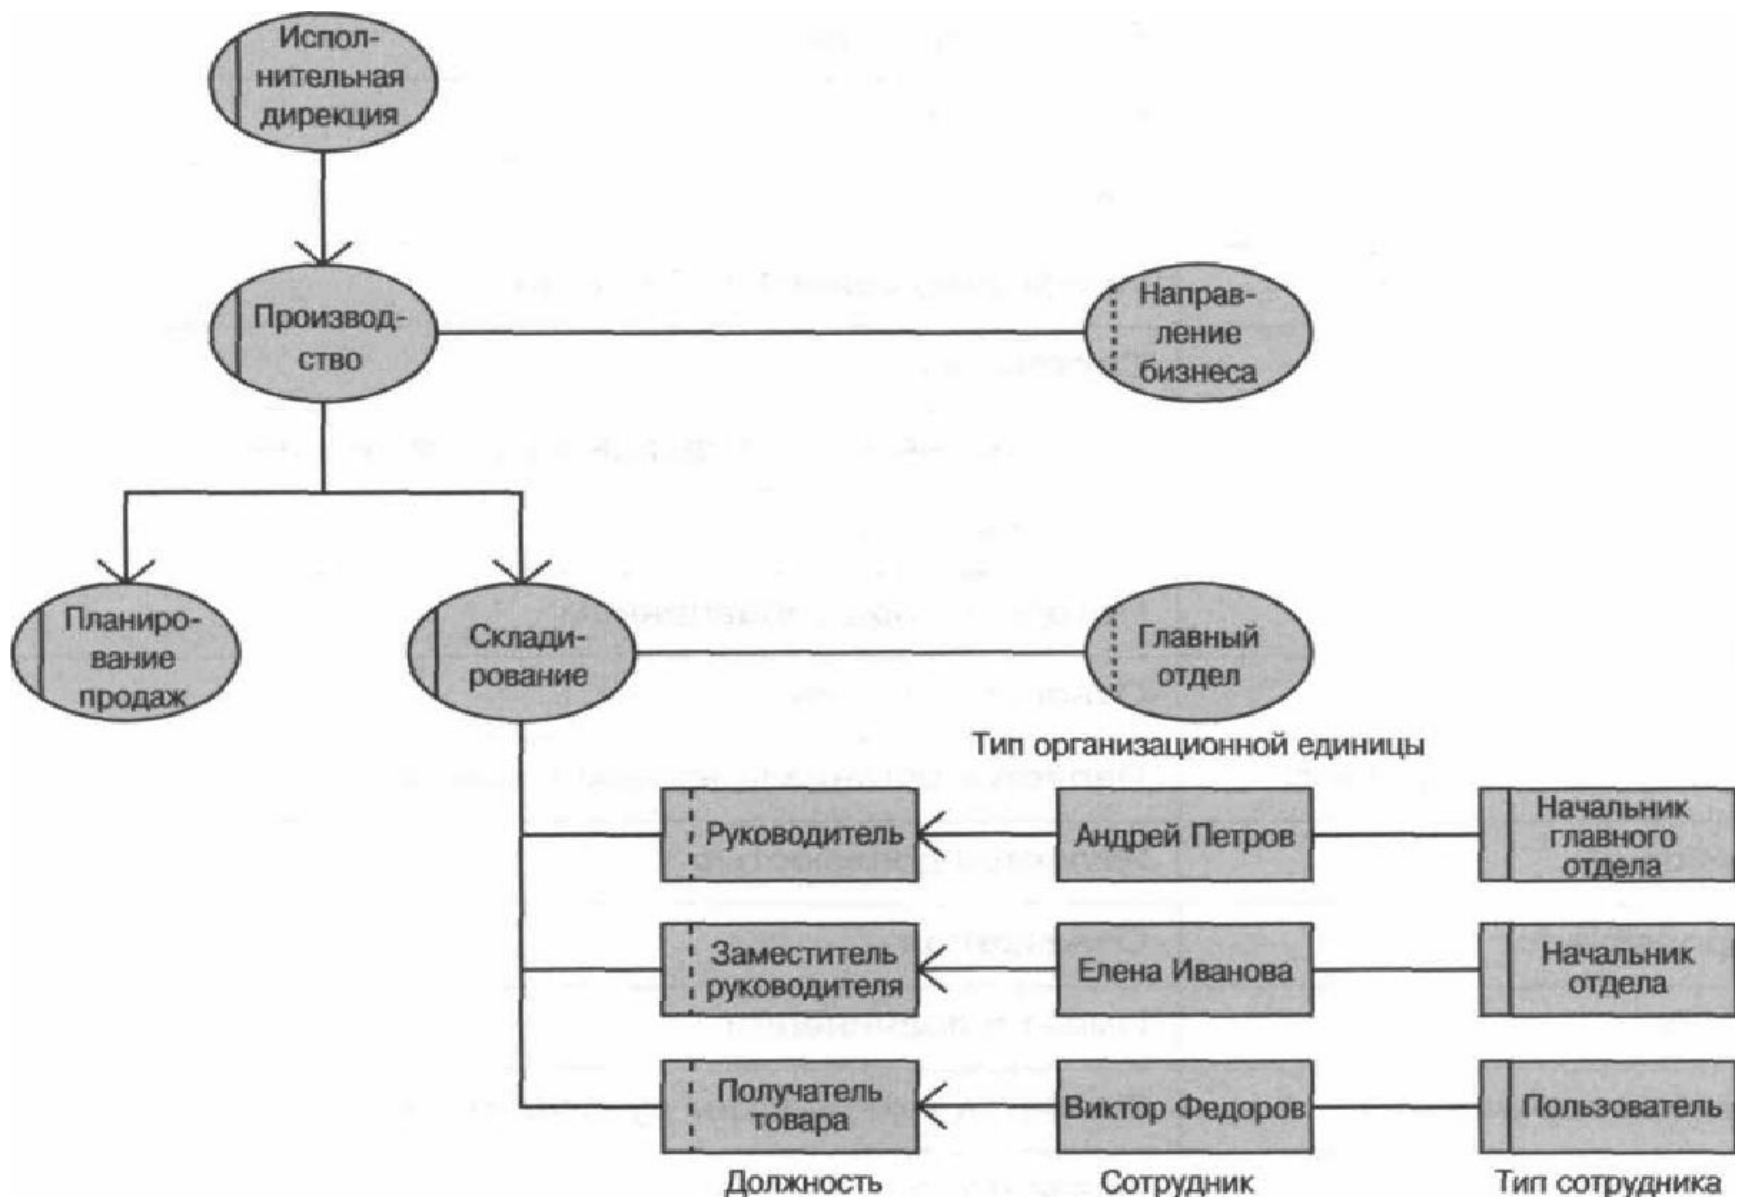 Испол-
нительная
дирекция
Производ-
ство
Направ-
ление
бизнеса
Планиро-
вание
продаж
Склади-
рование
Главный
отдел
Тип организационной единицы
Руководитель
Андрей Петров
Начальник
главного
отдела
Заместитель
руководителя
Елена Иванова
Начальник
отдела
Получатель
товара
Виктор Федоров
Пользователь
Должность
Сотрудник
Тип сотрудника